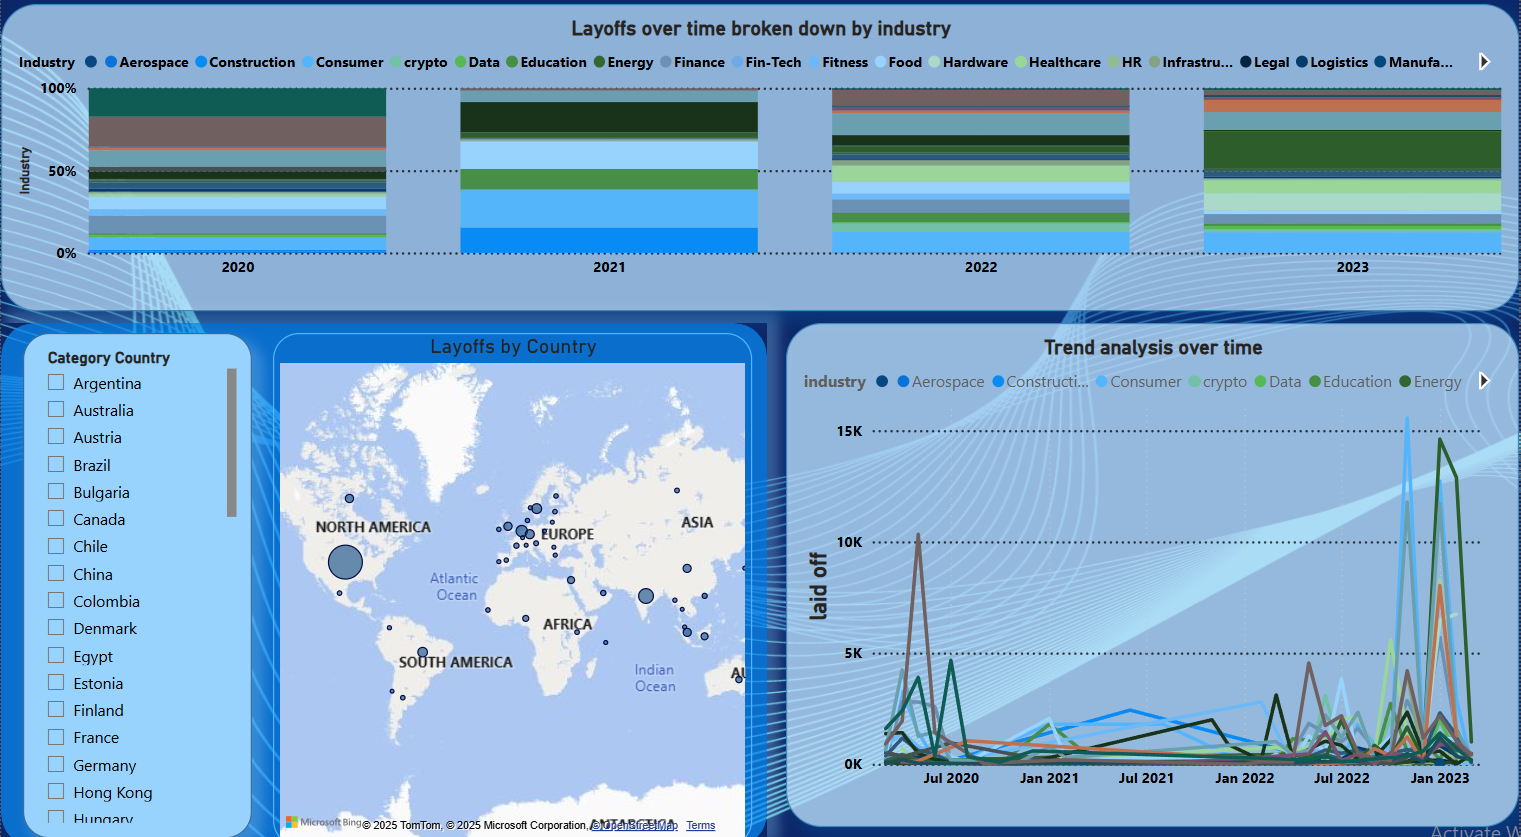 Layoffs over time broken down by industry
Industry Aerospace Construction Consumer crypto Data Education Energy Finance Fin-Tech Fitness Food Hardware Healthcare HR Infrastru... Legal Logistics Manufa...
100%
50%
0%
Industry
2020 2021 2022 2023
Category Country
Argentina
Australia
Austria
Brazil
Bulgaria
Canada
Chile
China
Colombia
Denmark
Egypt
Estonia
Finland
France
Germany
Hong Kong
Hungary
Layoffs by Country
NORTH AMERICA
EUROPE
ASIA
Atlantic
Ocean
AFRICA
SOUTH AMERICA
Indian
Ocean
AU
ANTARCTICA
Microsoft Bing
© 2025 TomTom, © 2025 Microsoft Corporation, © OpenStreetMap Terms
Trend analysis over time
industry Aerospace Constructi... Consumer crypto Data Education Energy
15K
10K
5K
0K
laid off
Jul 2020 Jan 2021 Jul 2021 Jan 2022 Jul 2022 Jan 2023
Activate W